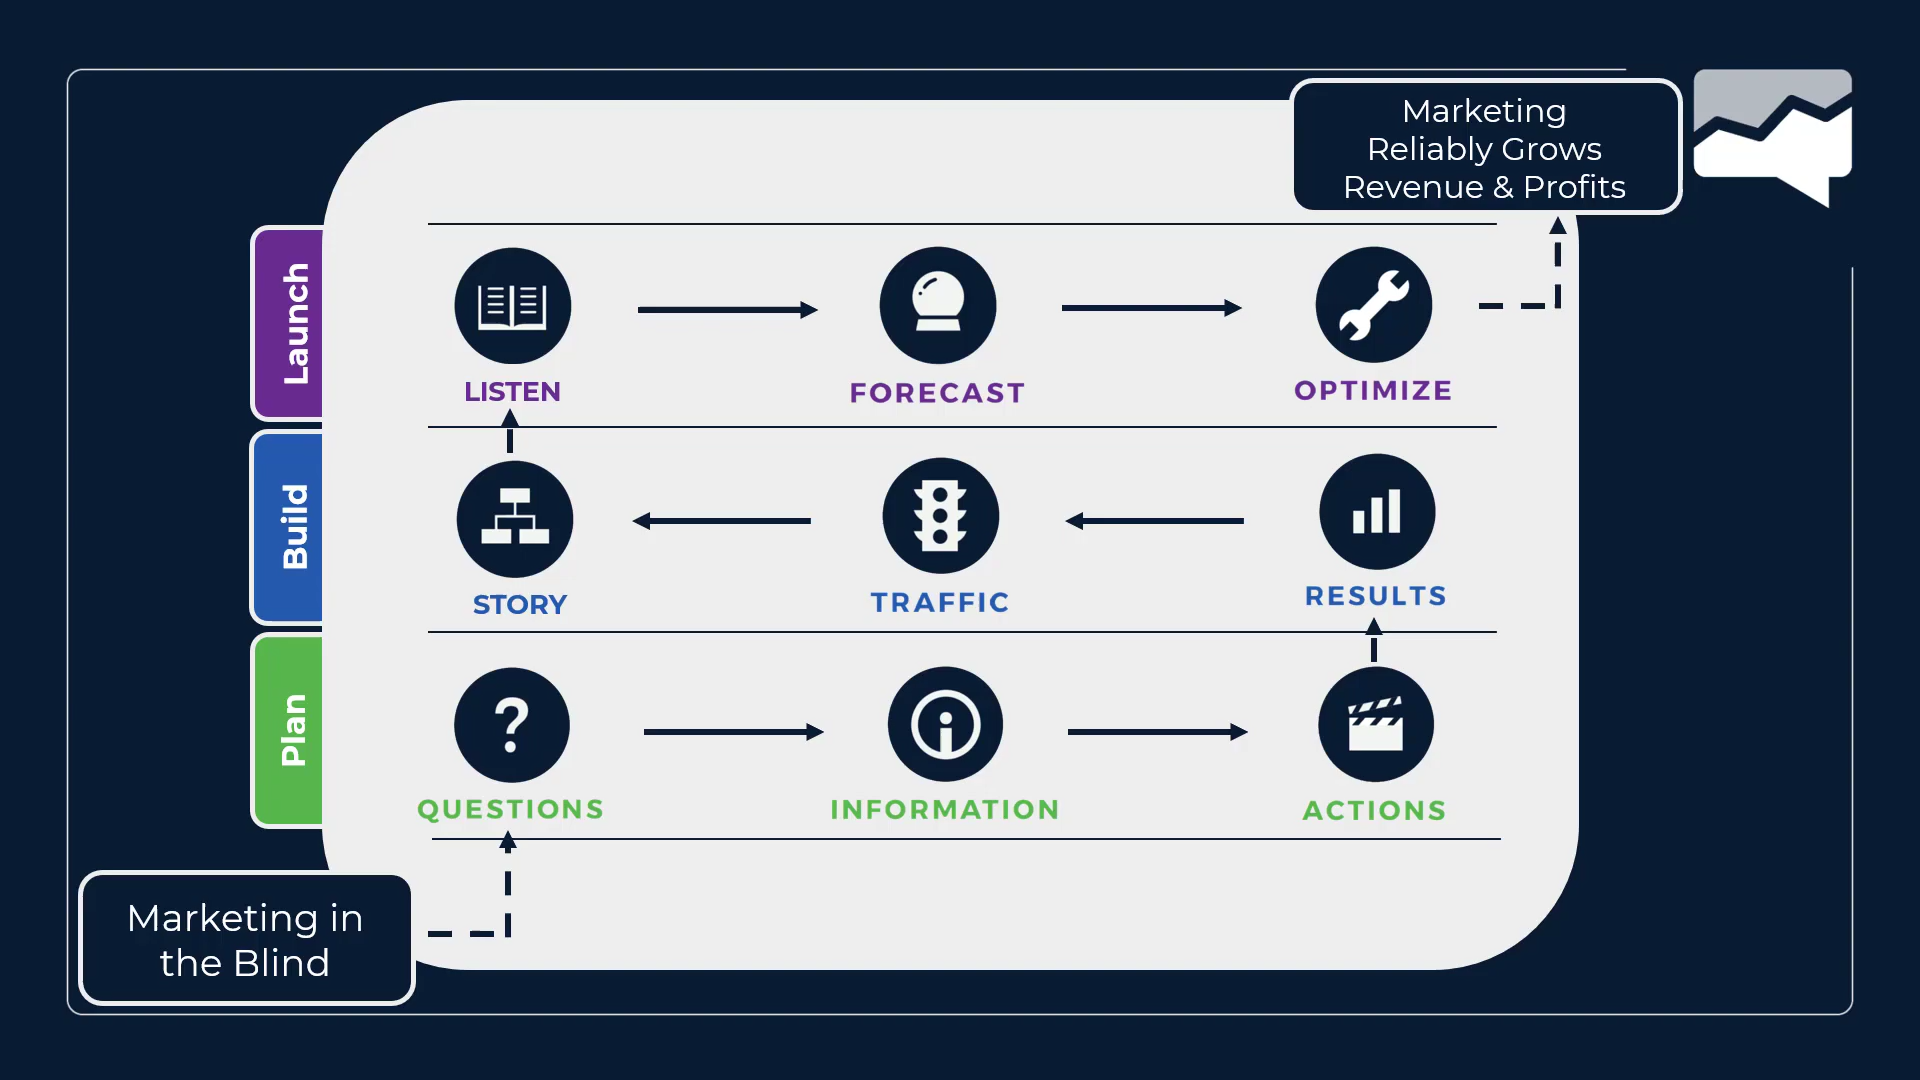 Marketing
Reliably Grows
Revenue & Profits
Launch
LISTEN
FORECAST
OPTIMIZE
Build
STORY
TRAFFIC
RESULTS
Plan
?
QUESTIONS
INFORMATION
ACTIONS
Marketing in
the Blind